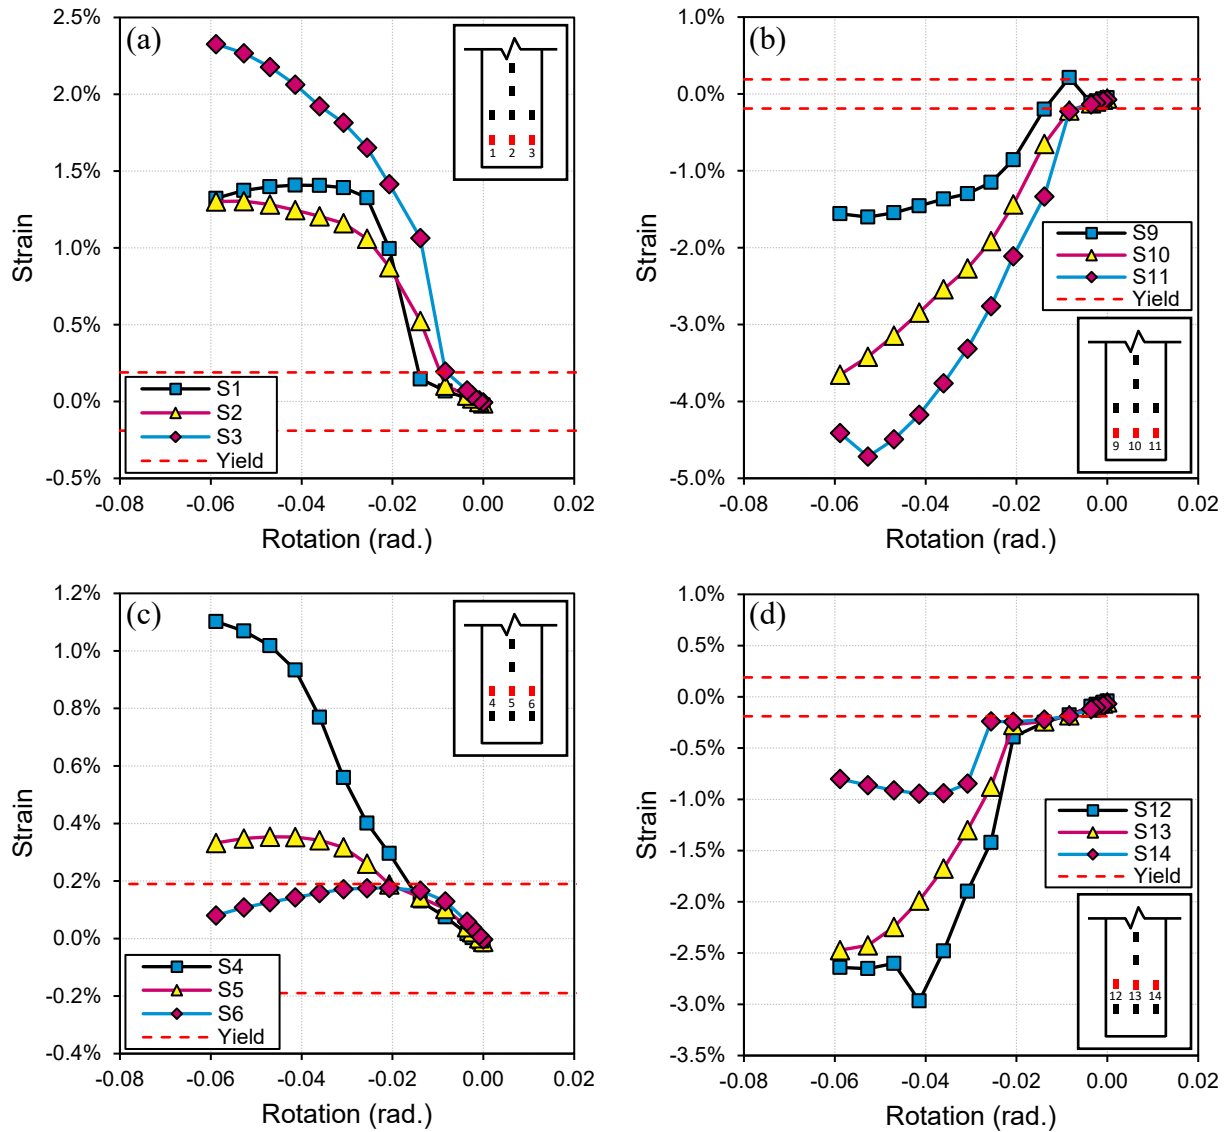 (a)
2.5%
2.0%
1.5%
1.0%
0.5%
0.0%
-0.5%
Strain
-0.08 -0.06 -0.04 -0.02 0.00 0.02
Rotation (rad.)
S1
S2
S3
Yield
1 2 3
(b)
1.0%
0.0%
-1.0%
-2.0%
-3.0%
-4.0%
-5.0%
Strain
-0.08 -0.06 -0.04 -0.02 0.00 0.02
Rotation (rad.)
S9
S10
S11
Yield
9 10 11
(c)
1.2%
1.0%
0.8%
0.6%
0.4%
0.2%
0.0%
-0.2%
-0.4%
Strain
-0.08 -0.06 -0.04 -0.02 0.00 0.02
Rotation (rad.)
S4
S5
S6
Yield
4 5 6
(d)
1.0%
0.5%
0.0%
-0.5%
-1.0%
-1.5%
-2.0%
-2.5%
-3.0%
-3.5%
Strain
-0.08 -0.06 -0.04 -0.02 0.00 0.02
Rotation (rad.)
S12
S13
S14
Yield
12 13 14